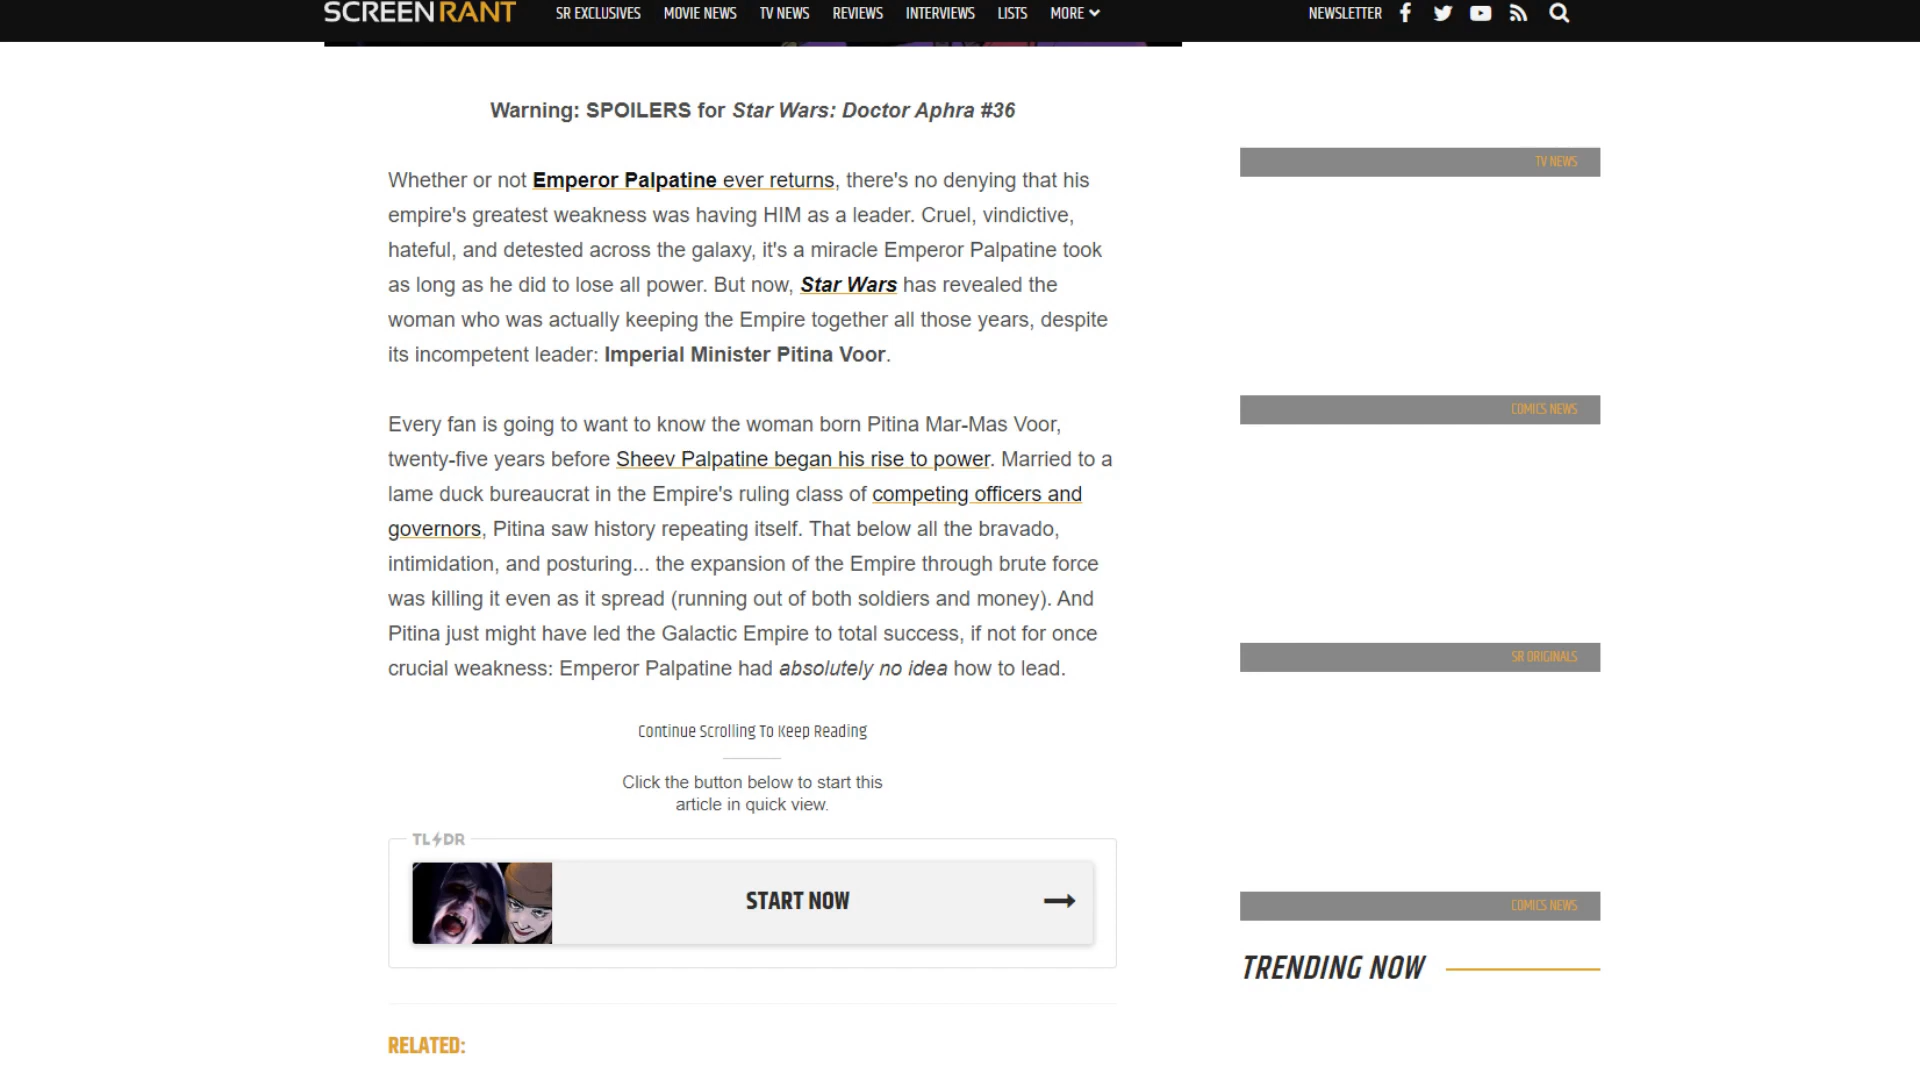 SCREENRANT SR EXCLUSIVES MOVIE NEWS TV NEWS REVIEWS INTERVIEWS LISTS MORE NEWSLETTER
Warning: SPOILERS for Star Wars: Doctor Aphra #36
Whether or not Emperor Palpatine ever returns, there's no denying that his
empire's greatest weakness was having HIM as a leader. Cruel, vindictive,
hateful, and detested across the galaxy, it's a miracle Emperor Palpatine took
as long as he did to lose all power. But now, Star Wars has revealed the
woman who was actually keeping the Empire together all those years, despite
its incompetent leader: Imperial Minister Pitina Voor.
Every fan is going to want to know the woman born Pitina Mar-Mas Voor,
twenty-five years before Sheev Palpatine began his rise to power. Married to a
lame duck bureaucrat in the Empire's ruling class of competing officers and
governors, Pitina saw history repeating itself. That below all the bravado,
intimidation, and posturing... the expansion of the Empire through brute force
was killing it even as it spread (running out of both soldiers and money). And
Pitina just might have led the Galactic Empire to total success, if not for once
crucial weakness: Emperor Palpatine had absolutely no idea how to lead.
Continue Scrolling To Keep Reading
Click the button below to start this
article in quick view.
TL DR
START NOW
RELATED:
TV NEWS
COMICS NEWS
SR ORIGINALS
COMICS NEWS
TRENDING NOW